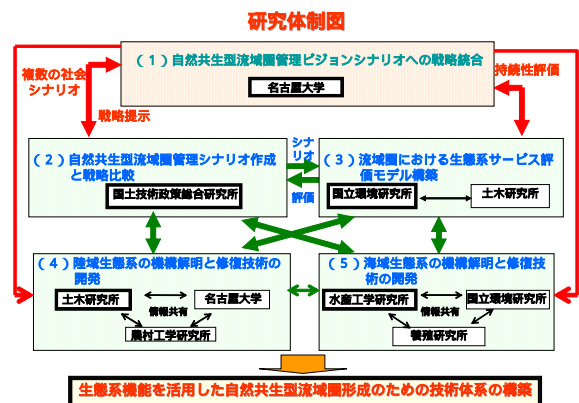 研究体制図
(1)自然共生型流域圏管理ビジョンシナリオへの戦略統合
名古屋大学
複数の社会
シナリオ
戦略提示
持続性評価
(2)自然共生型流域圏管理シナリオ作成
と戦略比較
国土技術政策総合研究所
シナ
リオ
評価
(3)流域圏における生態系サービス評
価モデル構築
国立環境研究所
土木研究所
(4)陸域生態系の機構解明と修復技術の
開発
土木研究所
名古屋大学
情報共有
農村工学研究所
(5)海域生態系の機構解明と修復技
術の開発
水産工学研究所
国立環境研究所
情報共有
養殖研究所
生態系機能を活用した自然共生型流域圏形成のための技術体系の構築